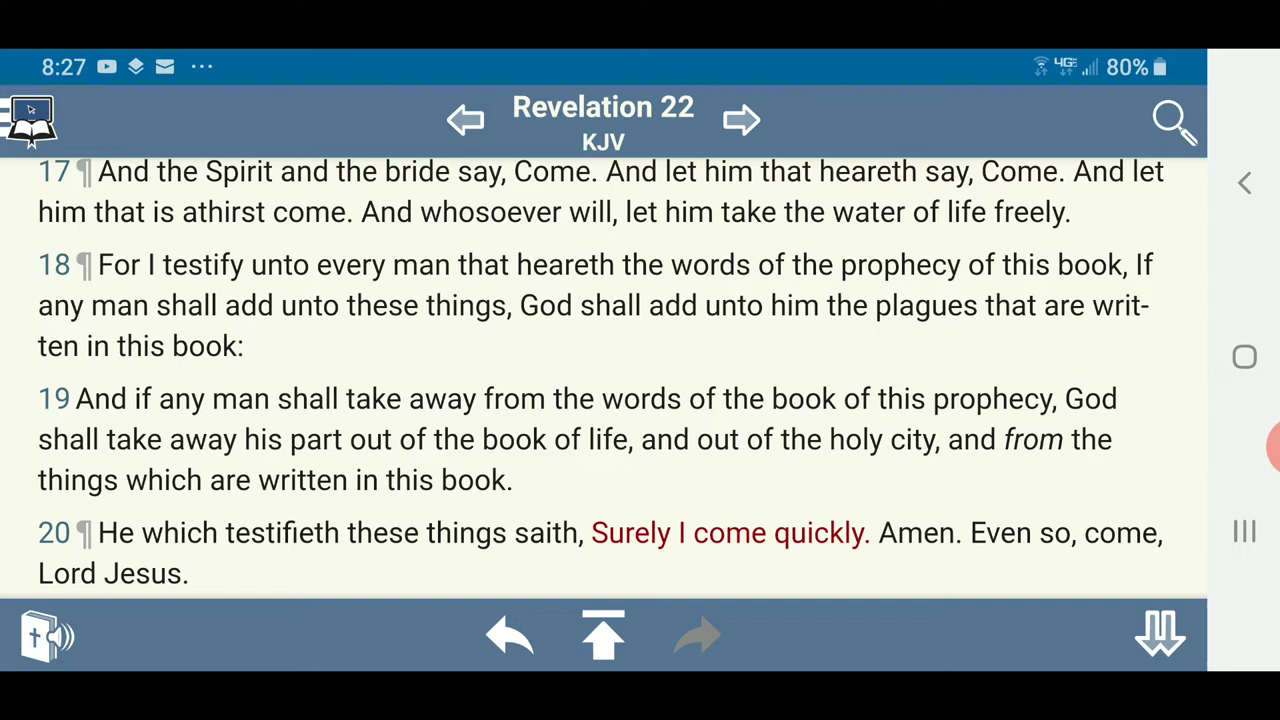 8:27 ... 4GE 80%
Revelation 22
KJV
17 ¶ And the Spirit and the bride say, Come. And let him that heareth say, Come. And let
him that is athirst come. And whosoever will, let him take the water of life freely.
18 ¶ For I testify unto every man that heareth the words of the prophecy of this book, If
any man shall add unto these things, God shall add unto him the plagues that are writ-
ten in this book:
19 And if any man shall take away from the words of the book of this prophecy, God
shall take away his part out of the book of life, and out of the holy city, and from the
things which are written in this book.
20 ¶ He which testifieth these things saith, Surely I come quickly. Amen. Even so, come,
Lord Jesus.